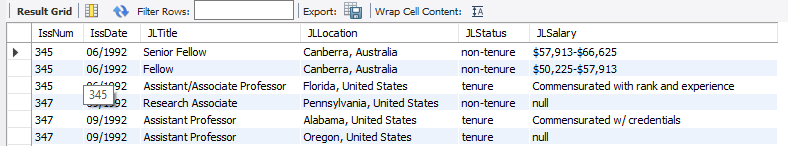 Result Grid Filter Rows: Export: Wrap Cell Content:
IssNum IssDate JLTitle JLLocation JLStatus JLSalary
345 06/1992 Senior Fellow Canberra, Australia non-tenure $57,913-$66,625
345 06/1992 Fellow Canberra, Australia non-tenure $50,225-$57,913
345 Assistant/Associate Professor Florida, United States tenure Commensurated with rank and experience
345
347 Research Associate Pennsylvania, United States non-tenure null
347 09/1992 Assistant Professor Alabama, United States tenure Commensurated w/ credentials
347 09/1992 Assistant Professor Oregon, United States tenure null